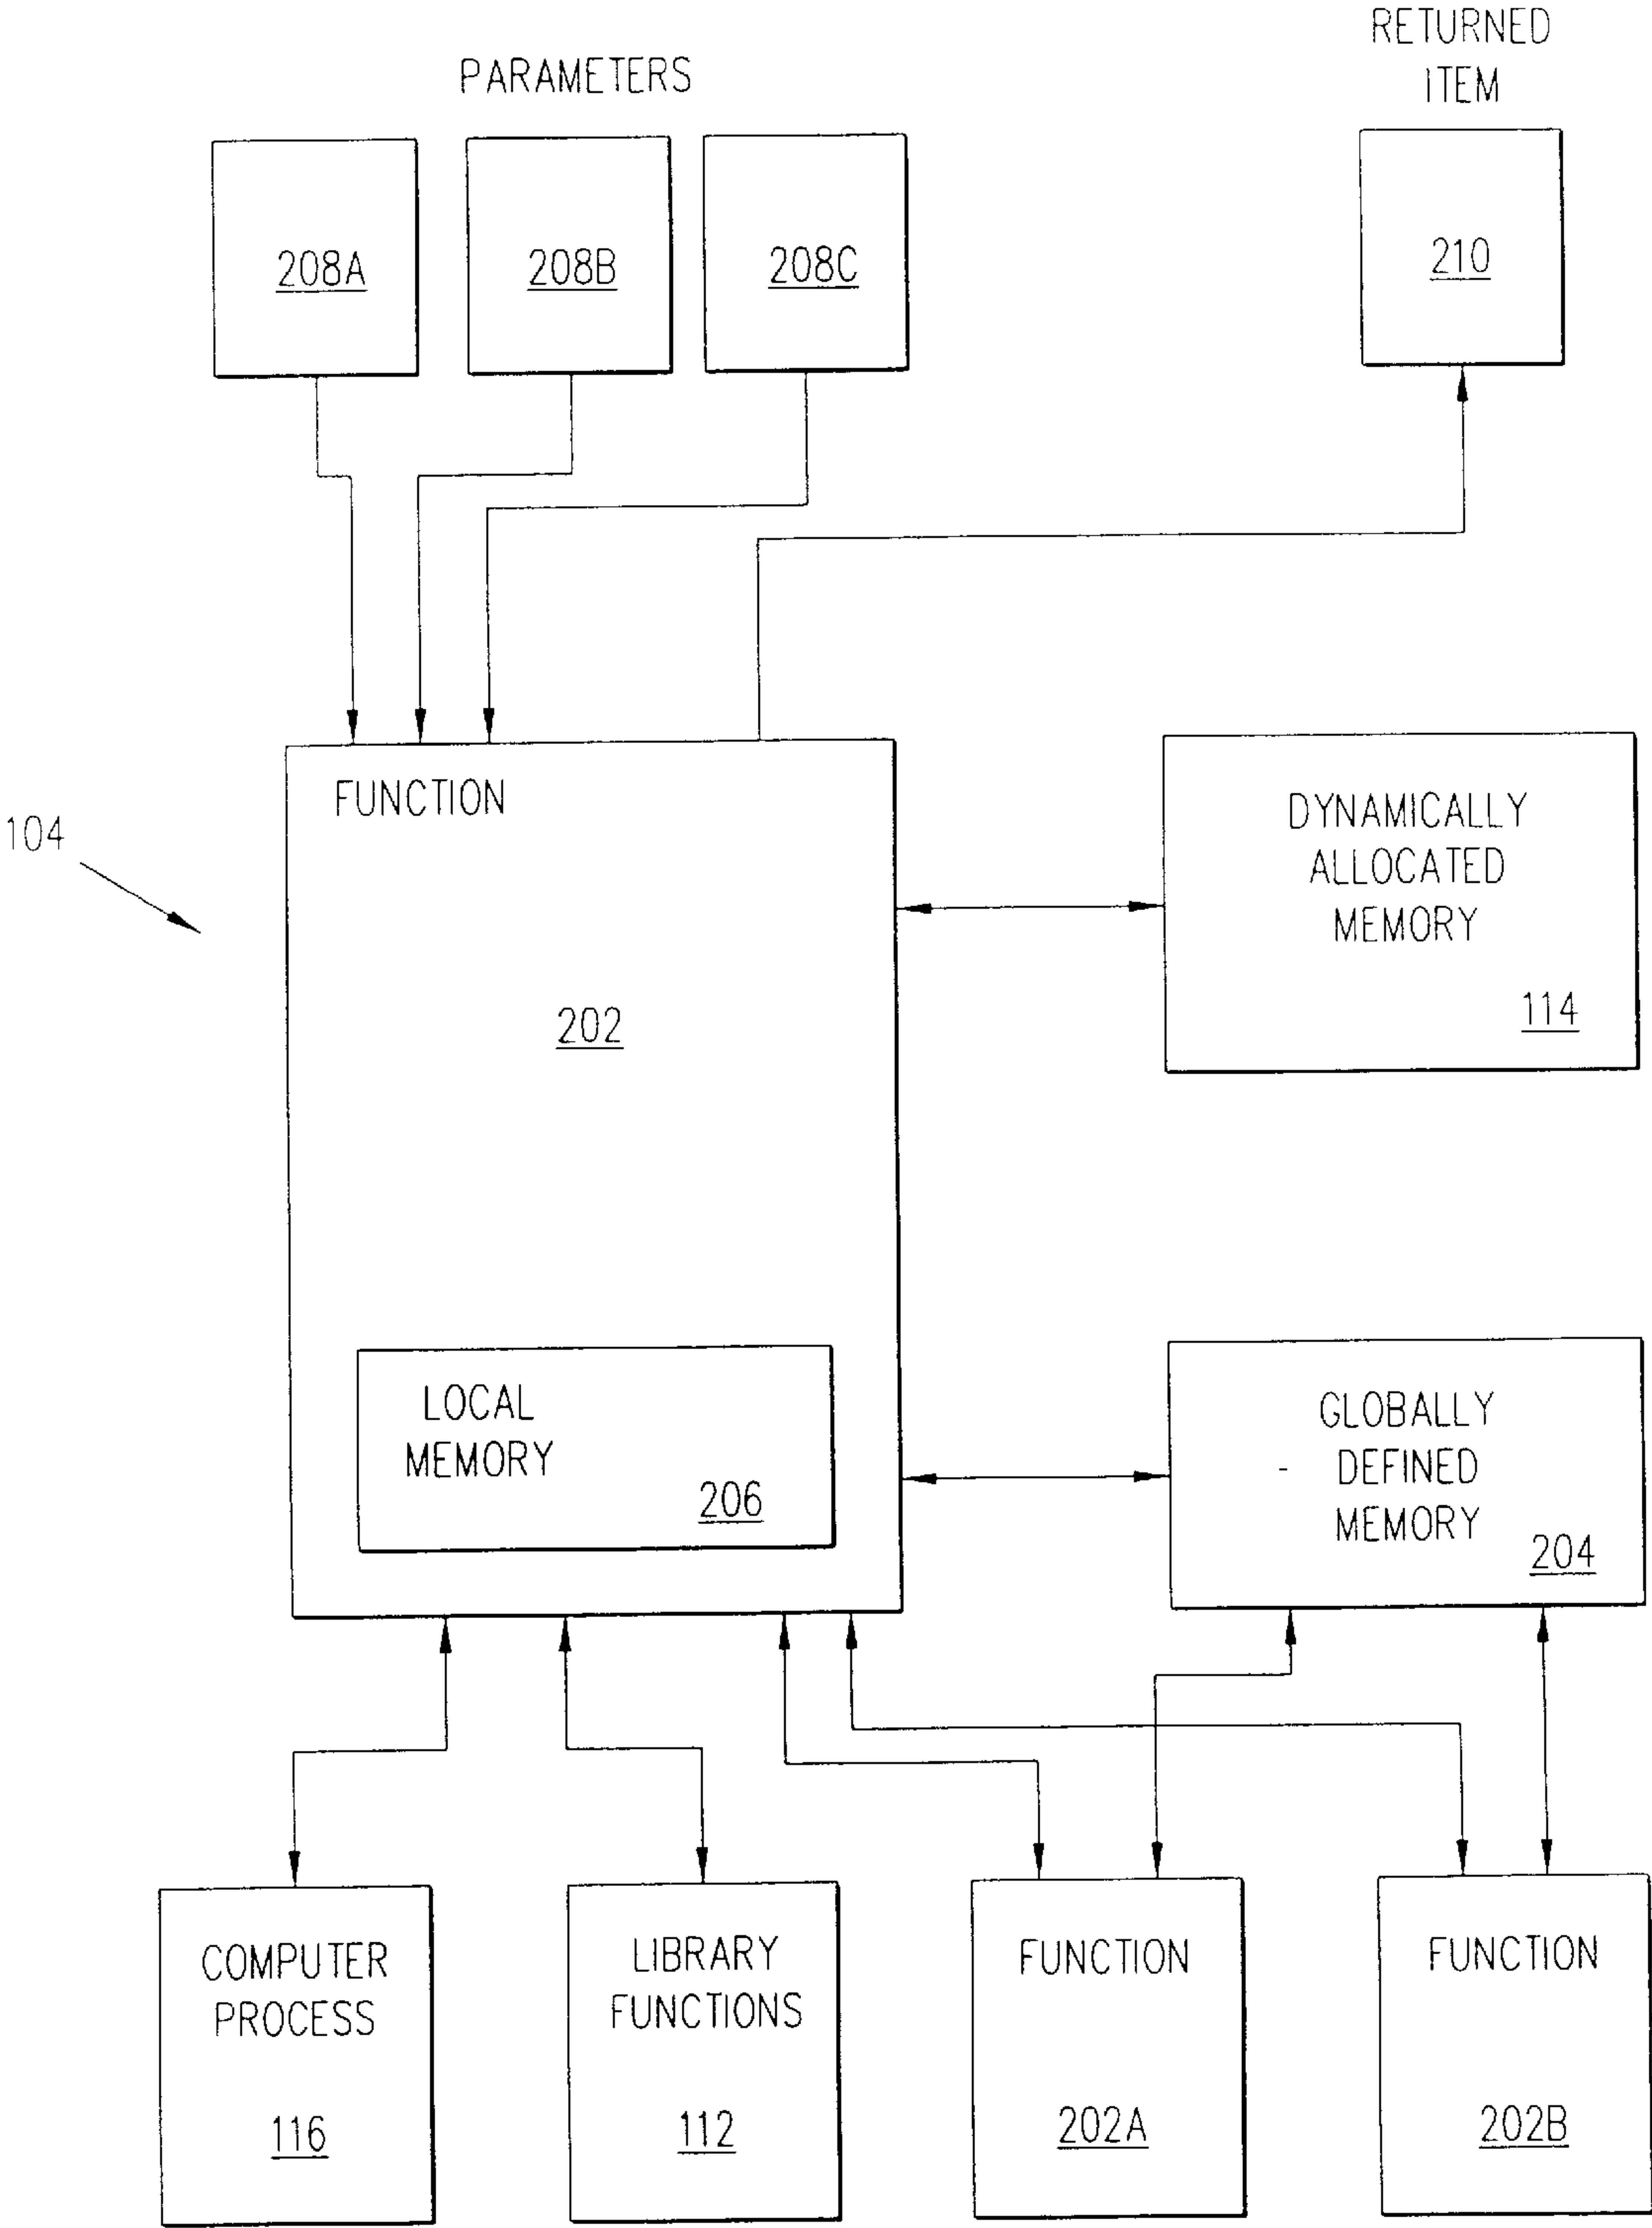 PARAMETERS
RETURNED
ITEM
208A
208B
208C
210
FUNCTION
104
202
DYNAMICALLY
ALLOCATED
MEMORY
114
LOCAL
MEMORY
206
GLOBALLY
DEFINED
MEMORY
204
COMPUTER
PROCESS
116
LIBRARY
FUNCTIONS
112
FUNCTION
202A
FUNCTION
202B